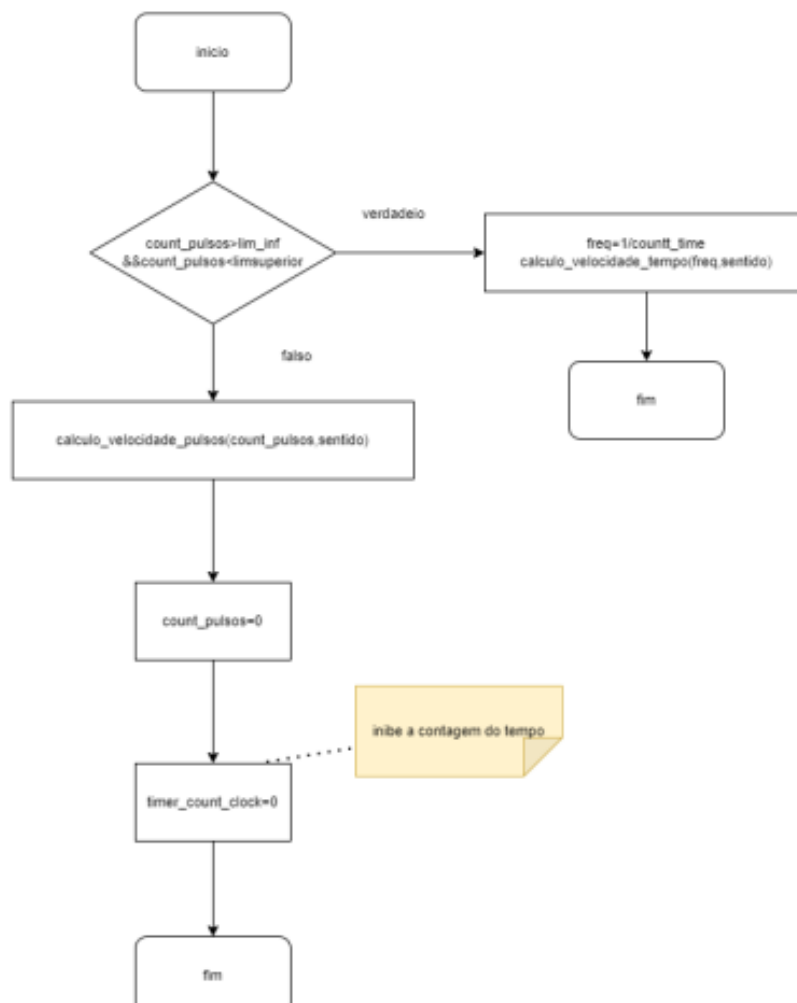 inicio
verdadeio
count_pulsos>lim_inf
&&count_pulsos<limsuperior
freq=1/countt_time
calculo_velocidade_tempo(freq,sentido)
falso
fim
calculo_velocidade_pulsos(count_pulsos,sentido)
count_pulsos=0
inibe a contagem do tempo
timer_count_clock=0
fim